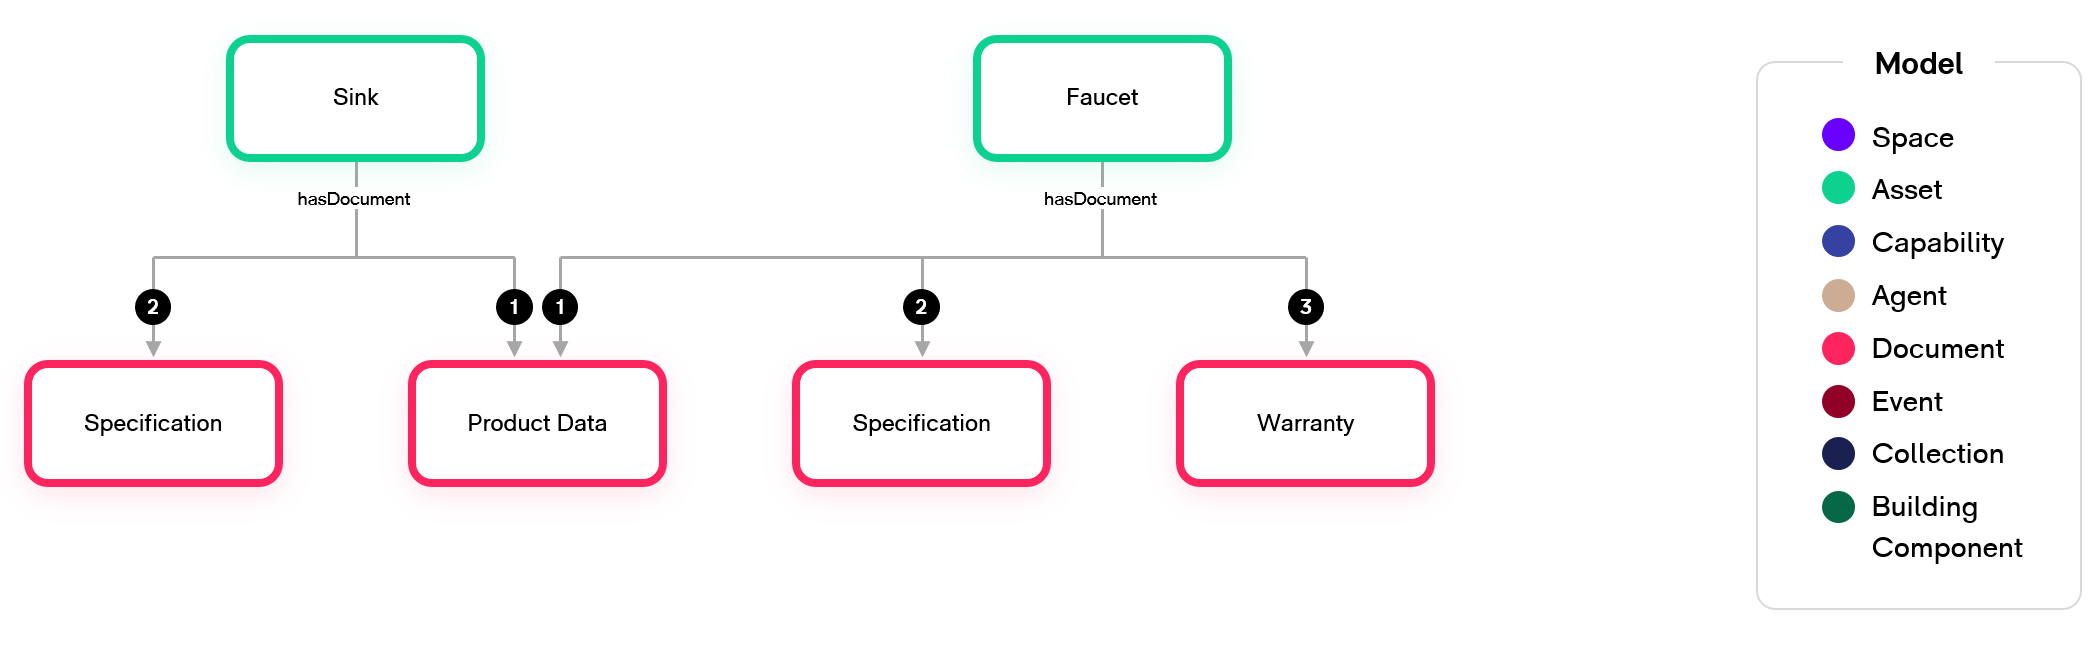 Sink
Faucet
hasDocument
hasDocument
2
1
1
2
3
Specification
Product Data
Specification
Warranty
Model
Space
Asset
Capability
Agent
Document
Event
Collection
Building
Component